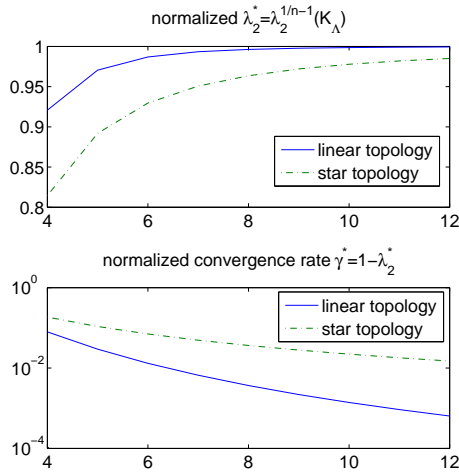 normalized λ₂*=λ₂^{1/n−1}(K_Λ)
1
0.95
0.9
0.85
0.8
linear topology
star topology
4 6 8 10 12
normalized convergence rate γ*=1−λ₂*
10⁰
10⁻²
10⁻⁴
linear topology
star topology
4 6 8 10 12